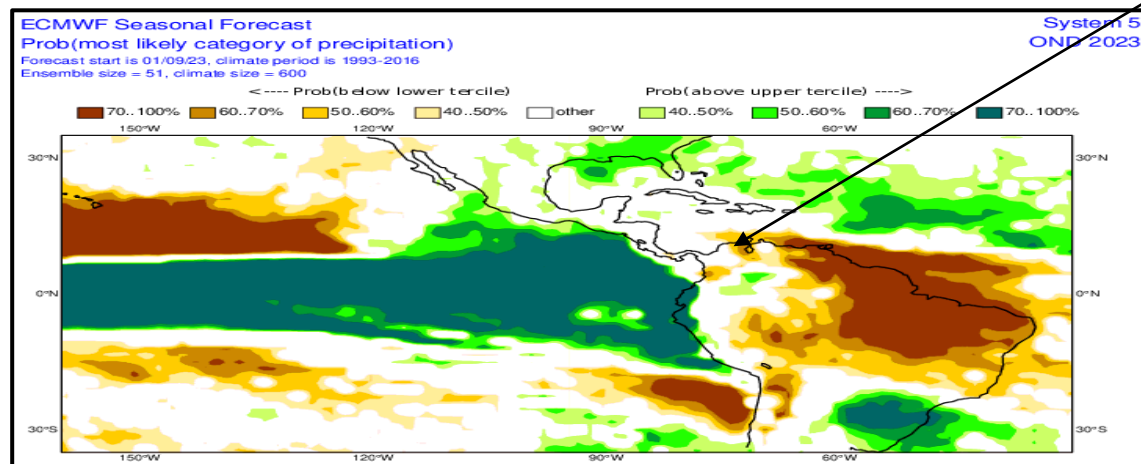 ECMWF Seasonal Forecast
System 5
Prob(most likely category of precipitation)
OND 2023
Forecast start is 01/09/23, climate period is 1993-2016
Ensemble size = 51, climate size = 600
<---- Prob(below lower tercile)
Prob(above upper tercile) ---->
70..100%
60..70%
50..60%
40..50%
other
40..50%
50..60%
60..70%
70..100%
150°W
120°W
90°W
60°W
30°N
30°N
0°N
0°N
30°S
30°S
150°W
120°W
90°W
60°W